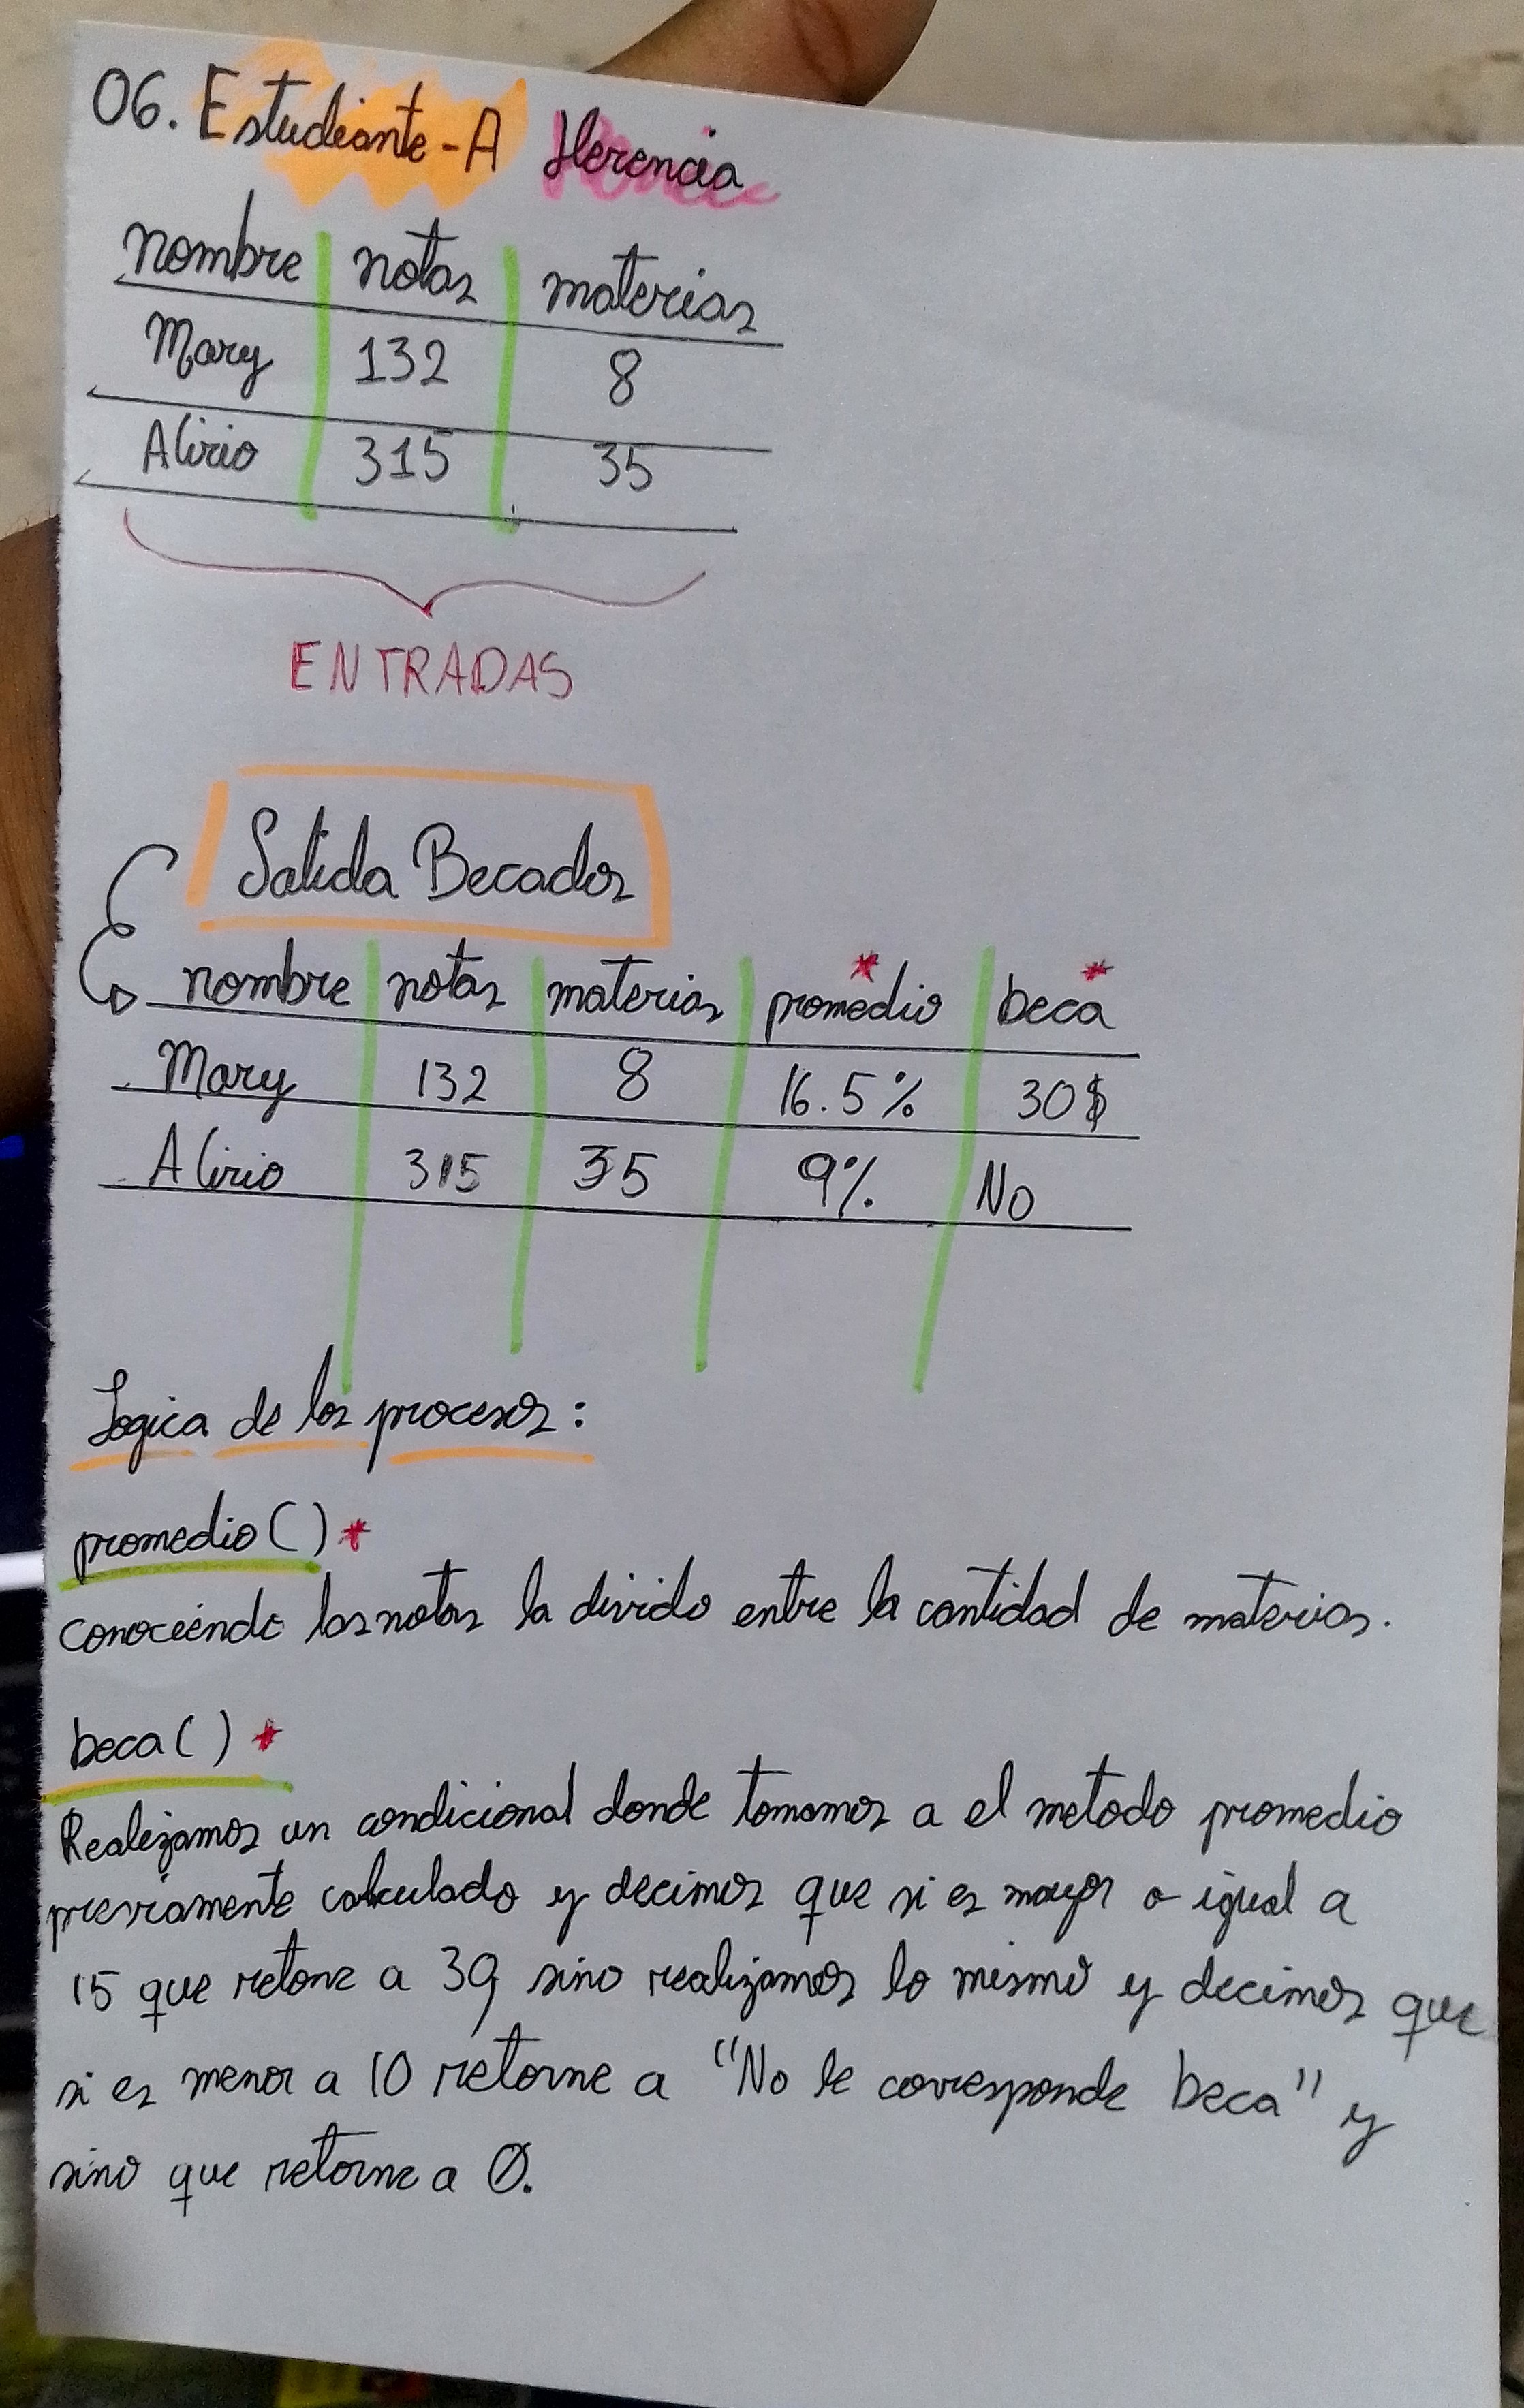 06. Estudiante-A Herencia
nombre notas materias
Mary 132 8
Alirio 315 35
ENTRADAS
Salida Becados
nombre notas materias promedio* beca*
Mary 132 8 16.5% 30$
Alirio 315 35 9% No
Logica de los procesos:
promedio()*
conociendo las notas la divido entre la cantidad de materias.
beca()*
Realizamos un condicional donde tomamos a el metodo promedio
previamente calculado y decimos que si es mayor o igual a
15 que retone a 30 sino realizamos lo mismo y decimos que
si es menor a 10 retorne a "No le corresponde beca" y
sino que retorne a 0.